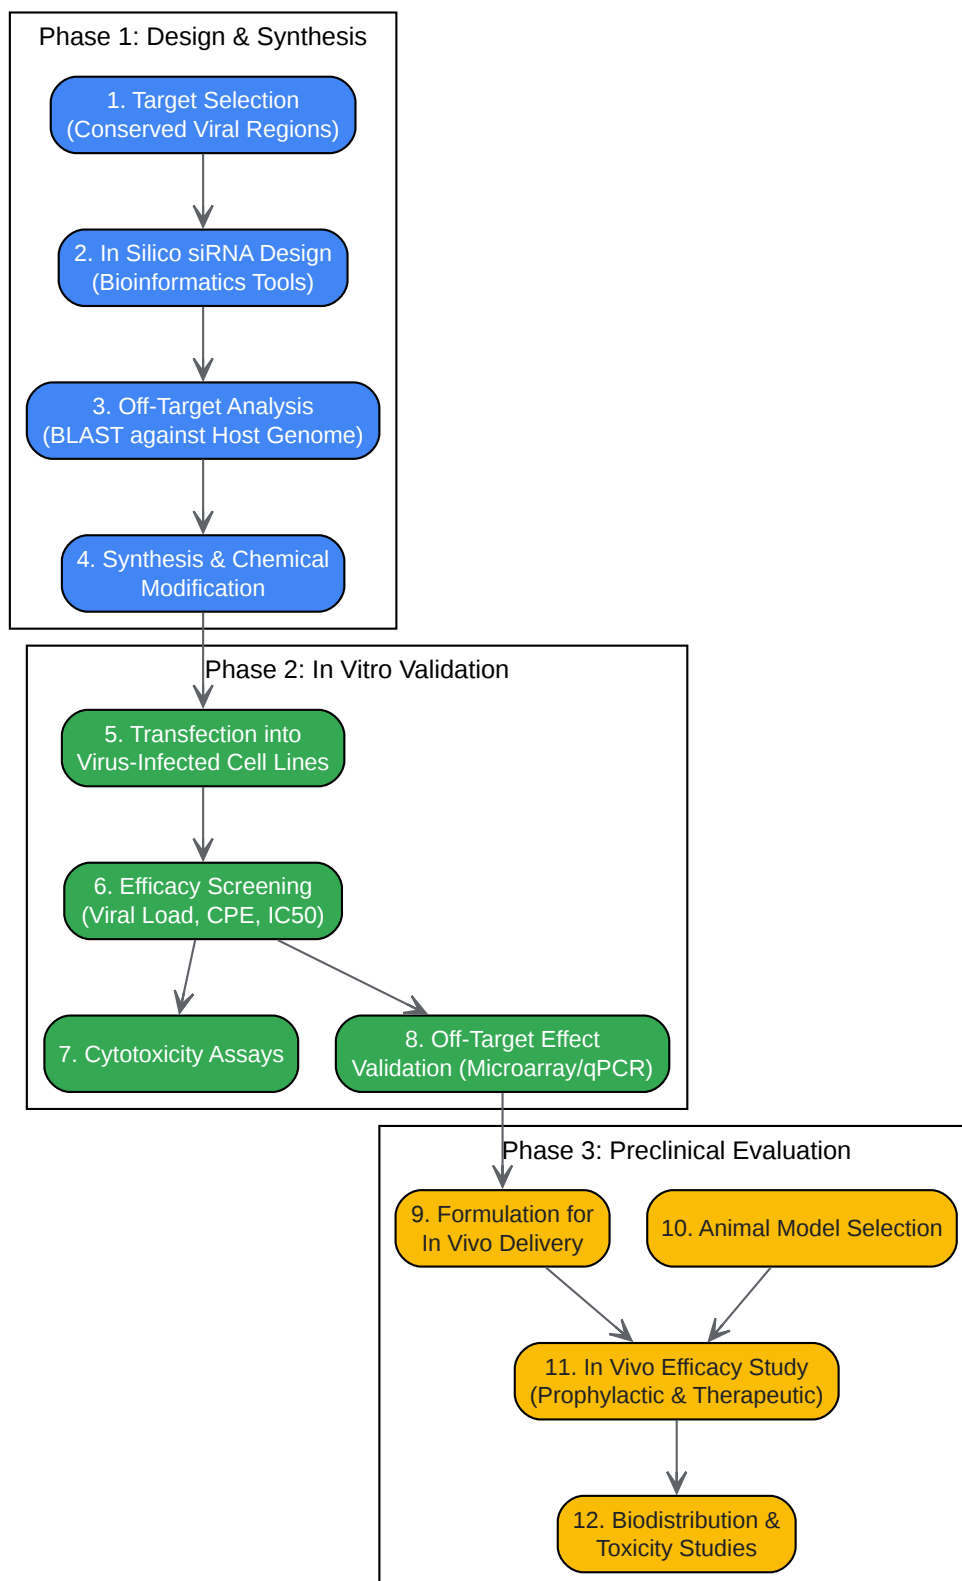 Phase 1: Design & Synthesis
1. Target Selection
(Conserved Viral Regions)
2. In Silico siRNA Design
(Bioinformatics Tools)
3. Off-Target Analysis
(BLAST against Host Genome)
4. Synthesis & Chemical
Modification
Phase 2: In Vitro Validation
5. Transfection into
Virus-Infected Cell Lines
6. Efficacy Screening
(Viral Load, CPE, IC50)
7. Cytotoxicity Assays
8. Off-Target Effect
Validation (Microarray/qPCR)
Phase 3: Preclinical Evaluation
9. Formulation for
In Vivo Delivery
10. Animal Model Selection
11. In Vivo Efficacy Study
(Prophylactic & Therapeutic)
12. Biodistribution &
Toxicity Studies